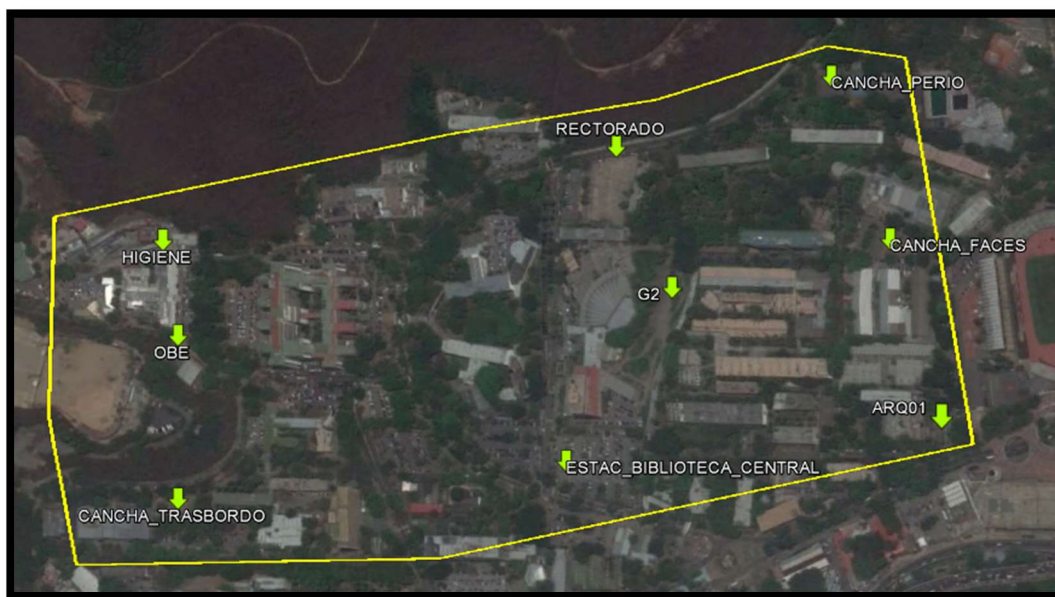 CANCHA_PERIO
RECTORADO
CANCHA_FACES
HIGIENE
G2
OBE
ARQ01
ESTAC_BIBLIOTECA_CENTRAL
CANCHA_TRASBORDO